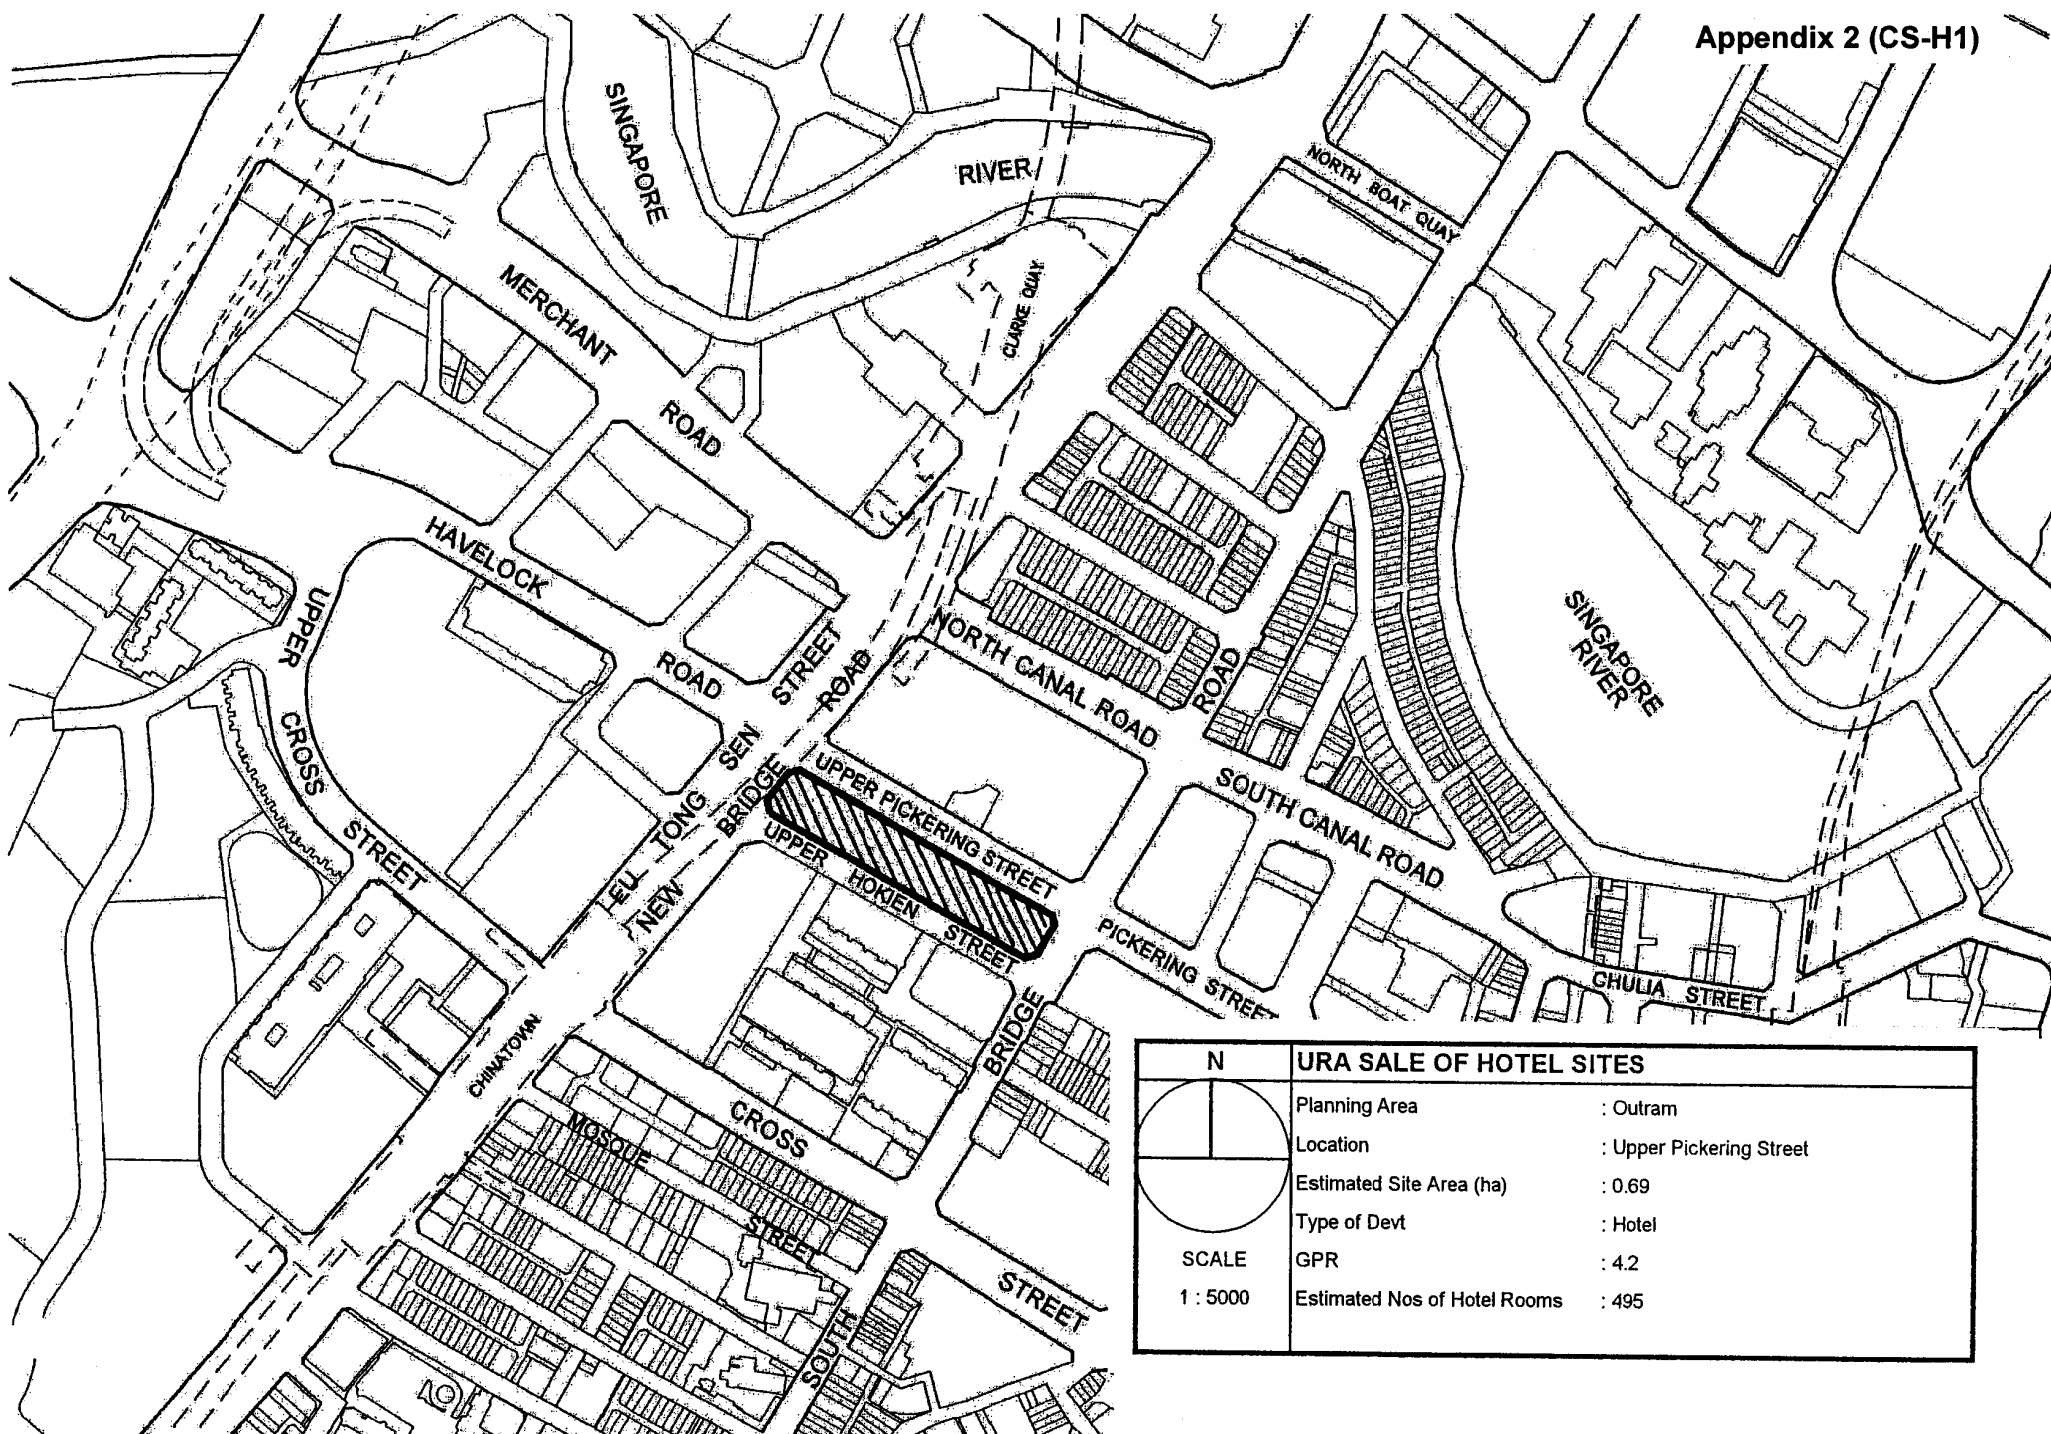 Appendix 2 (CS-H1)
SINGAPORE
RIVER
NORTH BOAT QUAY
MERCHANT
ROAD
CLARKE QUAY
HAVELOCK
ROAD
UPPER
CROSS
STREET
EU TONG SEN STREET
NEW BRIDGE ROAD
NORTH CANAL ROAD
ROAD
SOUTH CANAL ROAD
SINGAPORE
RIVER
UPPER PICKERING STREET
UPPER HOKIEN STREET
PICKERING STREET
CHULIA STREET
BRIDGE
CHINATOWN
CROSS
STREET
MOSQUE
STREET
SOUTH
N
URA SALE OF HOTEL SITES
Planning Area : Outram
Location : Upper Pickering Street
Estimated Site Area (ha) : 0.69
Type of Devt : Hotel
SCALE
GPR : 4.2
1 : 5000
Estimated Nos of Hotel Rooms : 495